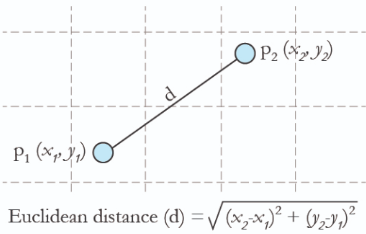 p₂ (x₂, y₂)
d
p₁ (x₁, y₁)
Euclidean distance (d) = √(x₂-x₁)² + (y₂-y₁)²